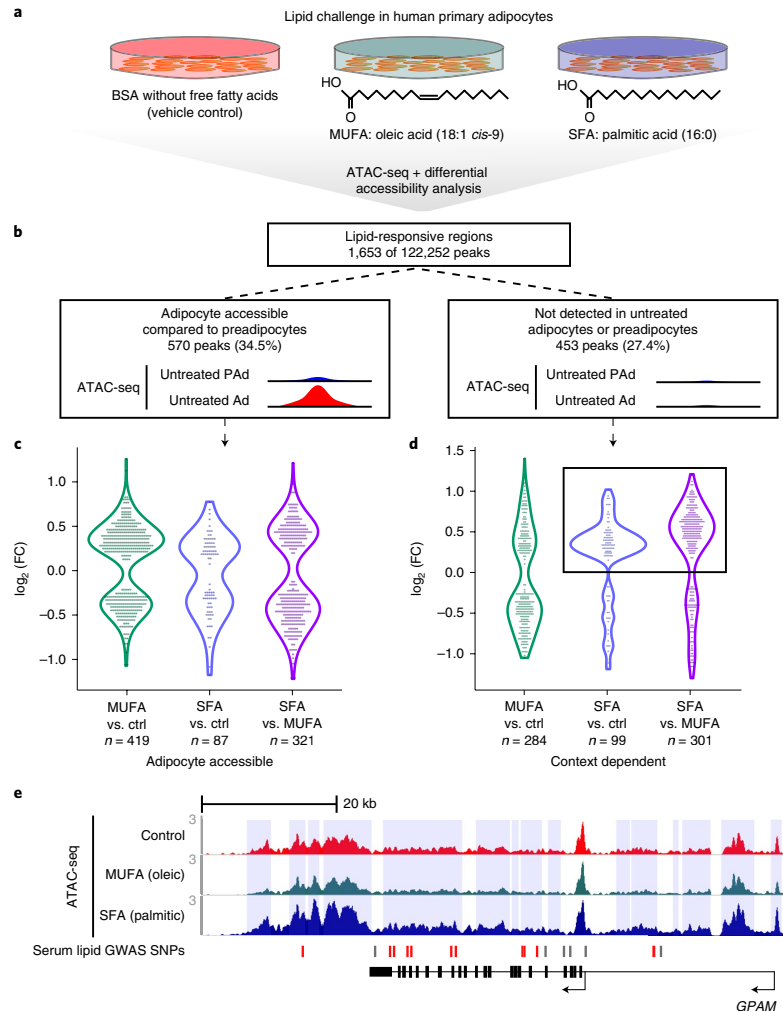 a
Lipid challenge in human primary adipocytes
BSA without free fatty acids
(vehicle control)
HO
O
MUFA: oleic acid (18:1 cis-9)
HO
O
SFA: palmitic acid (16:0)
ATAC-seq + differential
accessibility analysis
b
Lipid-responsive regions
1,653 of 122,252 peaks
Adipocyte accessible
compared to preadipocytes
570 peaks (34.5%)
ATAC-seq
Untreated PAd
Untreated Ad
Not detected in untreated
adipocytes or preadipocytes
453 peaks (27.4%)
ATAC-seq
Untreated PAd
Untreated Ad
c
log2 (FC)
1.0
0.5
0.0
−0.5
−1.0
MUFA
vs. ctrl
n = 419
SFA
vs. ctrl
n = 87
SFA
vs. MUFA
n = 321
Adipocyte accessible
d
log2 (FC)
1.5
1.0
0.5
0.0
−0.5
−1.0
MUFA
vs. ctrl
n = 284
SFA
vs. ctrl
n = 99
SFA
vs. MUFA
n = 301
Context dependent
e
20 kb
ATAC-seq
Control
3
MUFA (oleic)
3
SFA (palmitic)
3
Serum lipid GWAS SNPs
GPAM